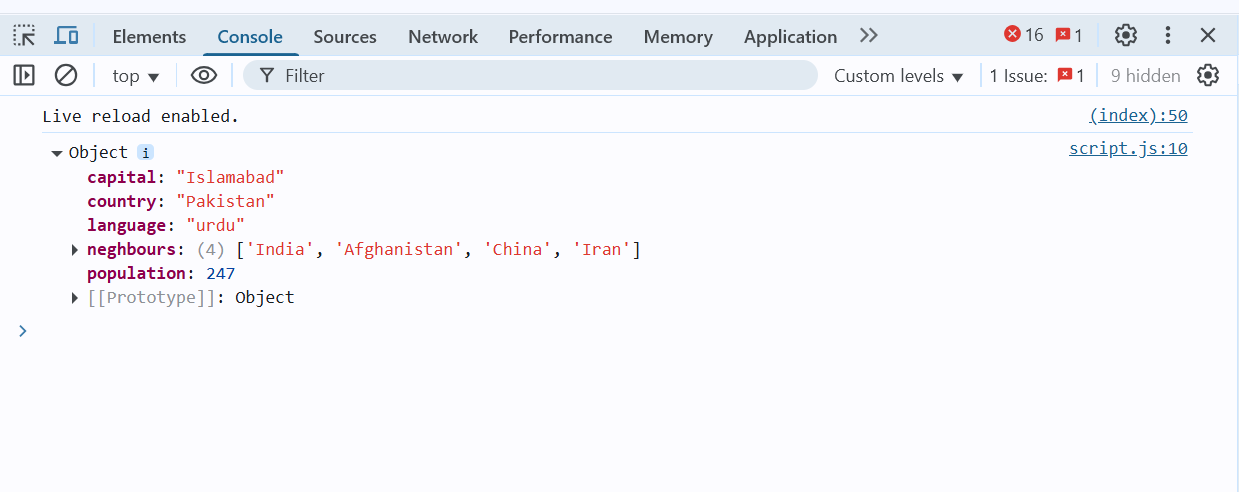 Elements Console Sources Network Performance Memory Application 16 1
top Filter Custom levels 1 Issue: 1 9 hidden
Live reload enabled. (index):50
Object i script.js:10
capital: "Islamabad"
country: "Pakistan"
language: "urdu"
neghbours: (4) ['India', 'Afghanistan', 'China', 'Iran']
population: 247
[[Prototype]]: Object